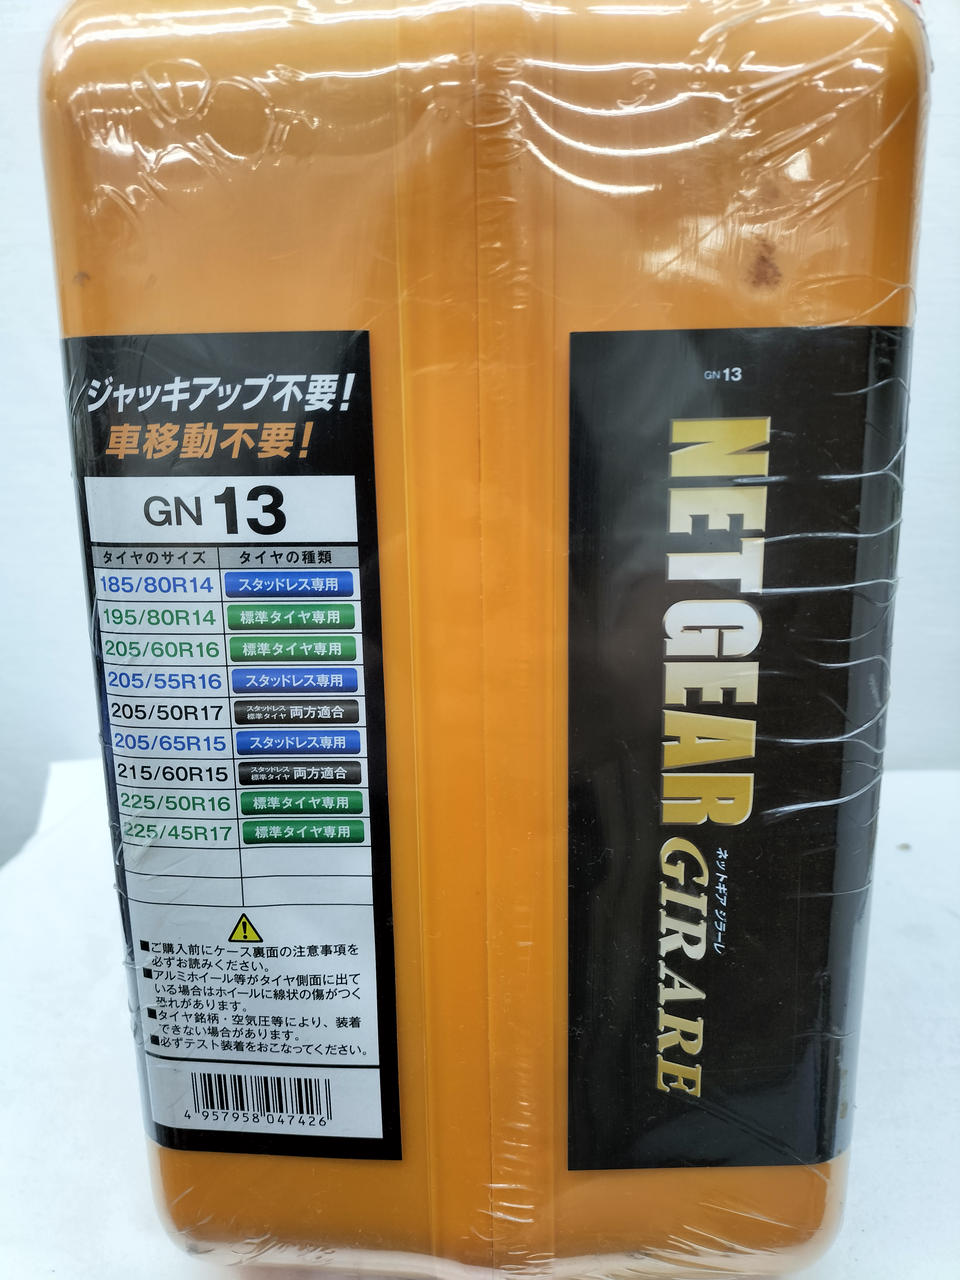 ジャッキアップ不要!
車移動不要!
GN 13
タイヤのサイズ タイヤの種類
185/80R14 スタッドレス専用
195/80R14 標準タイヤ専用
205/60R16 標準タイヤ専用
205/55R16 スタッドレス専用
205/50R17 スタッドレス 標準タイヤ 両方適合
205/65R15 スタッドレス専用
215/60R15 スタッドレス 標準タイヤ 両方適合
225/50R16 標準タイヤ専用
225/45R17 標準タイヤ専用
■ご購入前にケース裏面の注意事項を
必ずお読みください。
■アルミホイール等がタイヤ側面に出て
いる場合はホイールに線状の傷がつく
恐れがあります。
■タイヤ銘柄・空気圧等により、装着
できない場合があります。
■必ずテスト装着をおこなってください。
4 957958 047426
GN 13
NETGEAR GIRARE
ネットギア ジラーレ